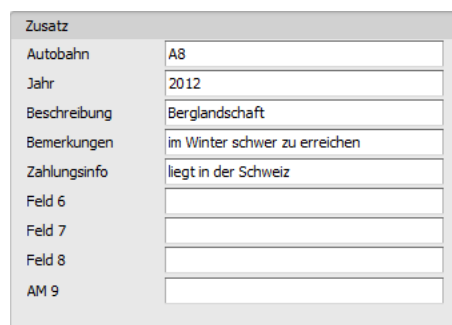 Zusatz
Autobahn A8
Jahr 2012
Beschreibung Berglandschaft
Bemerkungen im Winter schwer zu erreichen
Zahlungsinfo liegt in der Schweiz
Feld 6
Feld 7
Feld 8
AM 9